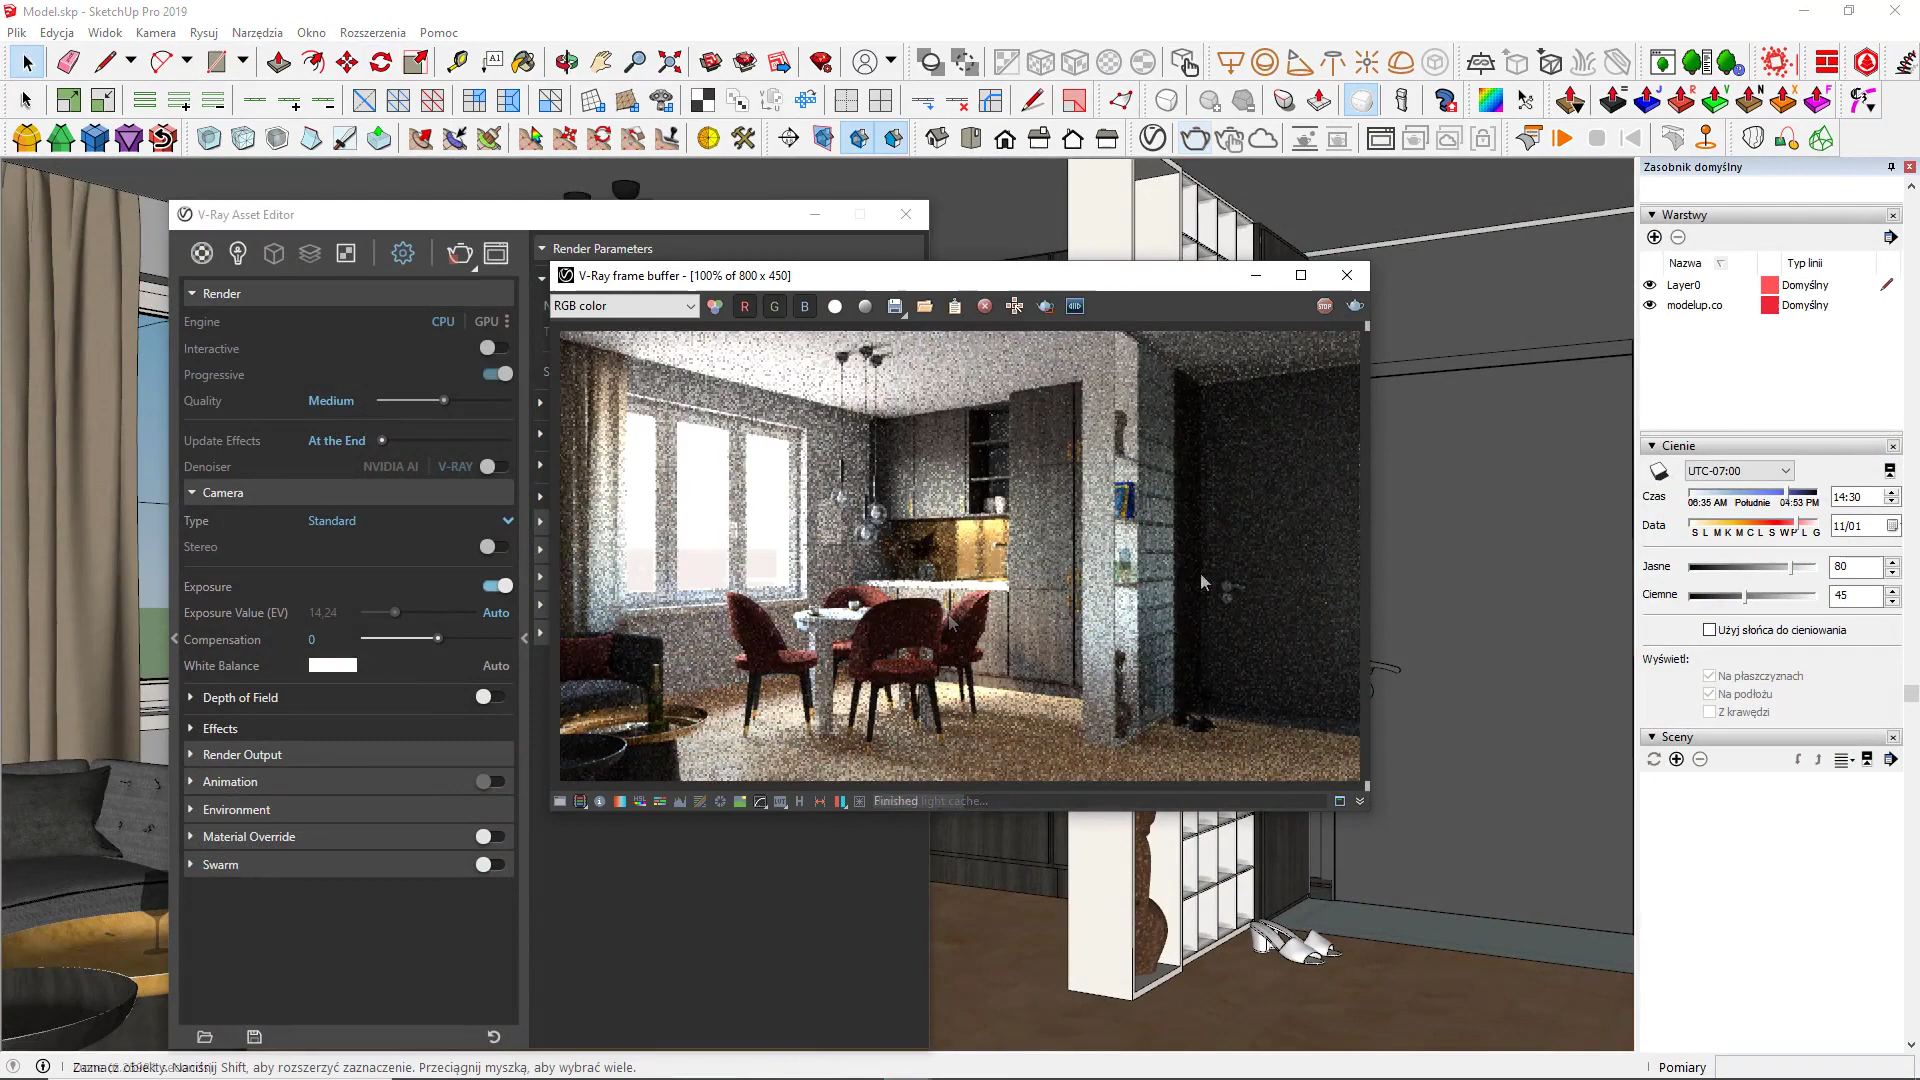 Model.skp - SketchUp Pro 2019
Plik Edycja Widok Kamera Rysuj Narzędzia Okno Rozszerzenia Pomoc
A1
J R V N X F
Zasobnik domyślny
V-Ray Asset Editor
Render
Engine CPU GPU
Interactive
Progressive
Quality Medium
Update Effects At the End
Denoiser NVIDIA AI V-RAY
Camera
Type Standard
Stereo
Exposure
Exposure Value (EV) 14,24 Auto
Compensation 0
White Balance Auto
Depth of Field
Effects
Render Output
Animation
Environment
Material Override
Swarm
Render Parameters
V-Ray frame buffer - [100% of 800 x 450]
RGB color
R G B
STOP
HSL
LUT
H
Finished light cache...
Warstwy
Nazwa Typ linii
Layer0 Domyślny
modelup.co Domyślny
Cienie
UTC-07:00
Czas 06:35 AM Południe 04:53 PM 14:30
Data S L M K M C L S W P L G 11/01
Jasne 80
Ciemne 45
Użyj słońca do cieniowania
Wyświetl:
Na płaszczyznach
Na podłożu
Z krawędzi
Sceny
Zaznacz obiekty. Naciśnij Shift, aby rozszerzyć zaznaczenie. Przeciągnij myszką, aby wybrać wiele.
Pomiary